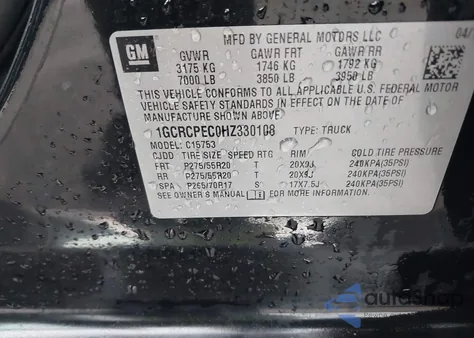 MFD BY GENERAL MOTORS LLC 04/
GM GVWR GAWR FRT GAWR RR
3175 KG 1746 KG 1792 KG
7000 LB 3850 LB 3950 LB
THIS VEHICLE CONFORMS TO ALL APPLICABLE U.S. FEDERAL MOTOR
VEHICLE SAFETY STANDARDS IN EFFECT ON THE DATE OF
MANUFACTURE SHOWN ABOVE.
1GCRCPEC0HZ330108 TYPE: TRUCK
MODEL: C15753
CJDD TIRE SIZE SPEED RTG RIM COLD TIRE PRESSURE
FRT P275/55R20 T 20X9J 240KPA(35PSI)
RR P275/55R20 T 20X9J 240KPA(35PSI)
SPA P265/70R17 S 17X7.5J 240KPA(35PSI)
SEE OWNER'S MANUAL FOR MORE INFORMATION.